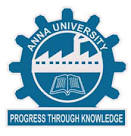 ANNA UNIVERSITY
PROGRESS THROUGH KNOWLEDGE